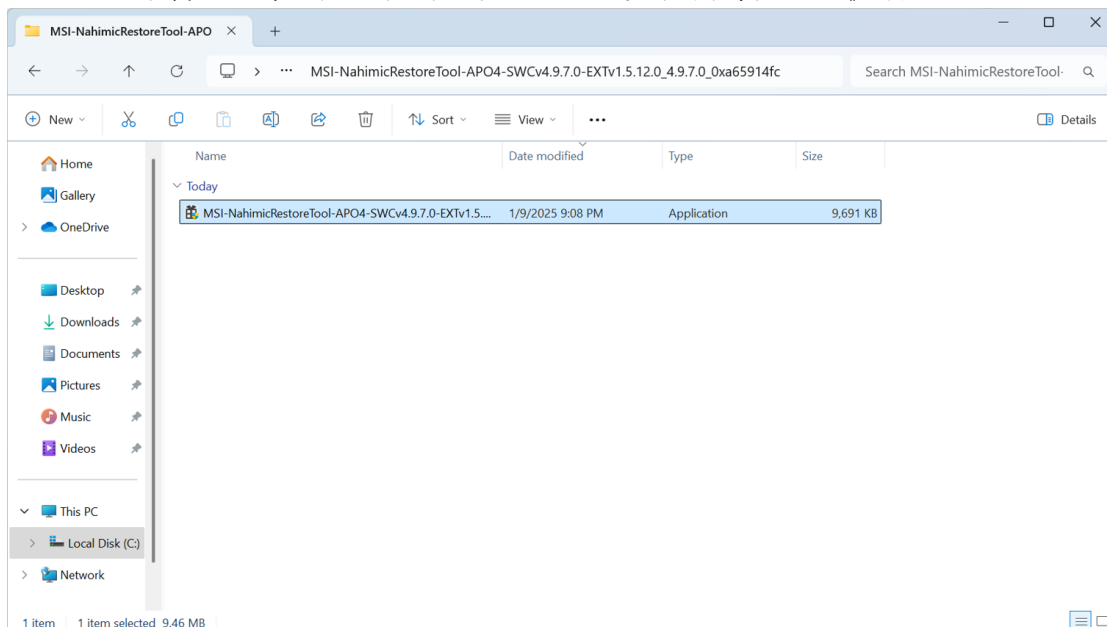 MSI-NahimicRestoreTool-APO
MSI-NahimicRestoreTool-APO4-SWCv4.9.7.0-EXTv1.5.12.0_4.9.7.0_0xa65914fc
Search MSI-NahimicRestoreTool-
New
Sort
View
Details
Name Date modified Type Size
Today
MSI-NahimicRestoreTool-APO4-SWCv4.9.7.0-EXTv1.5.... 1/9/2025 9:08 PM Application 9,691 KB
Home
Gallery
OneDrive
Desktop
Downloads
Documents
Pictures
Music
Videos
This PC
Local Disk (C:)
Network
1 item 1 item selected 9.46 MB